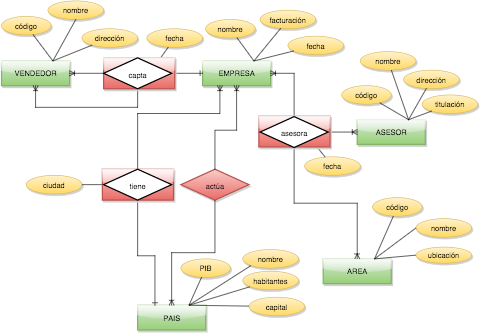 nombre
código
dirección
fecha
nombre
facturación
fecha
VENDEDOR
capta
EMPRESA
nombre
dirección
código
titulación
asesora
ASESOR
fecha
ciudad
tiene
actúa
código
nombre
ubicación
AREA
PIB
nombre
habitantes
capital
PAIS